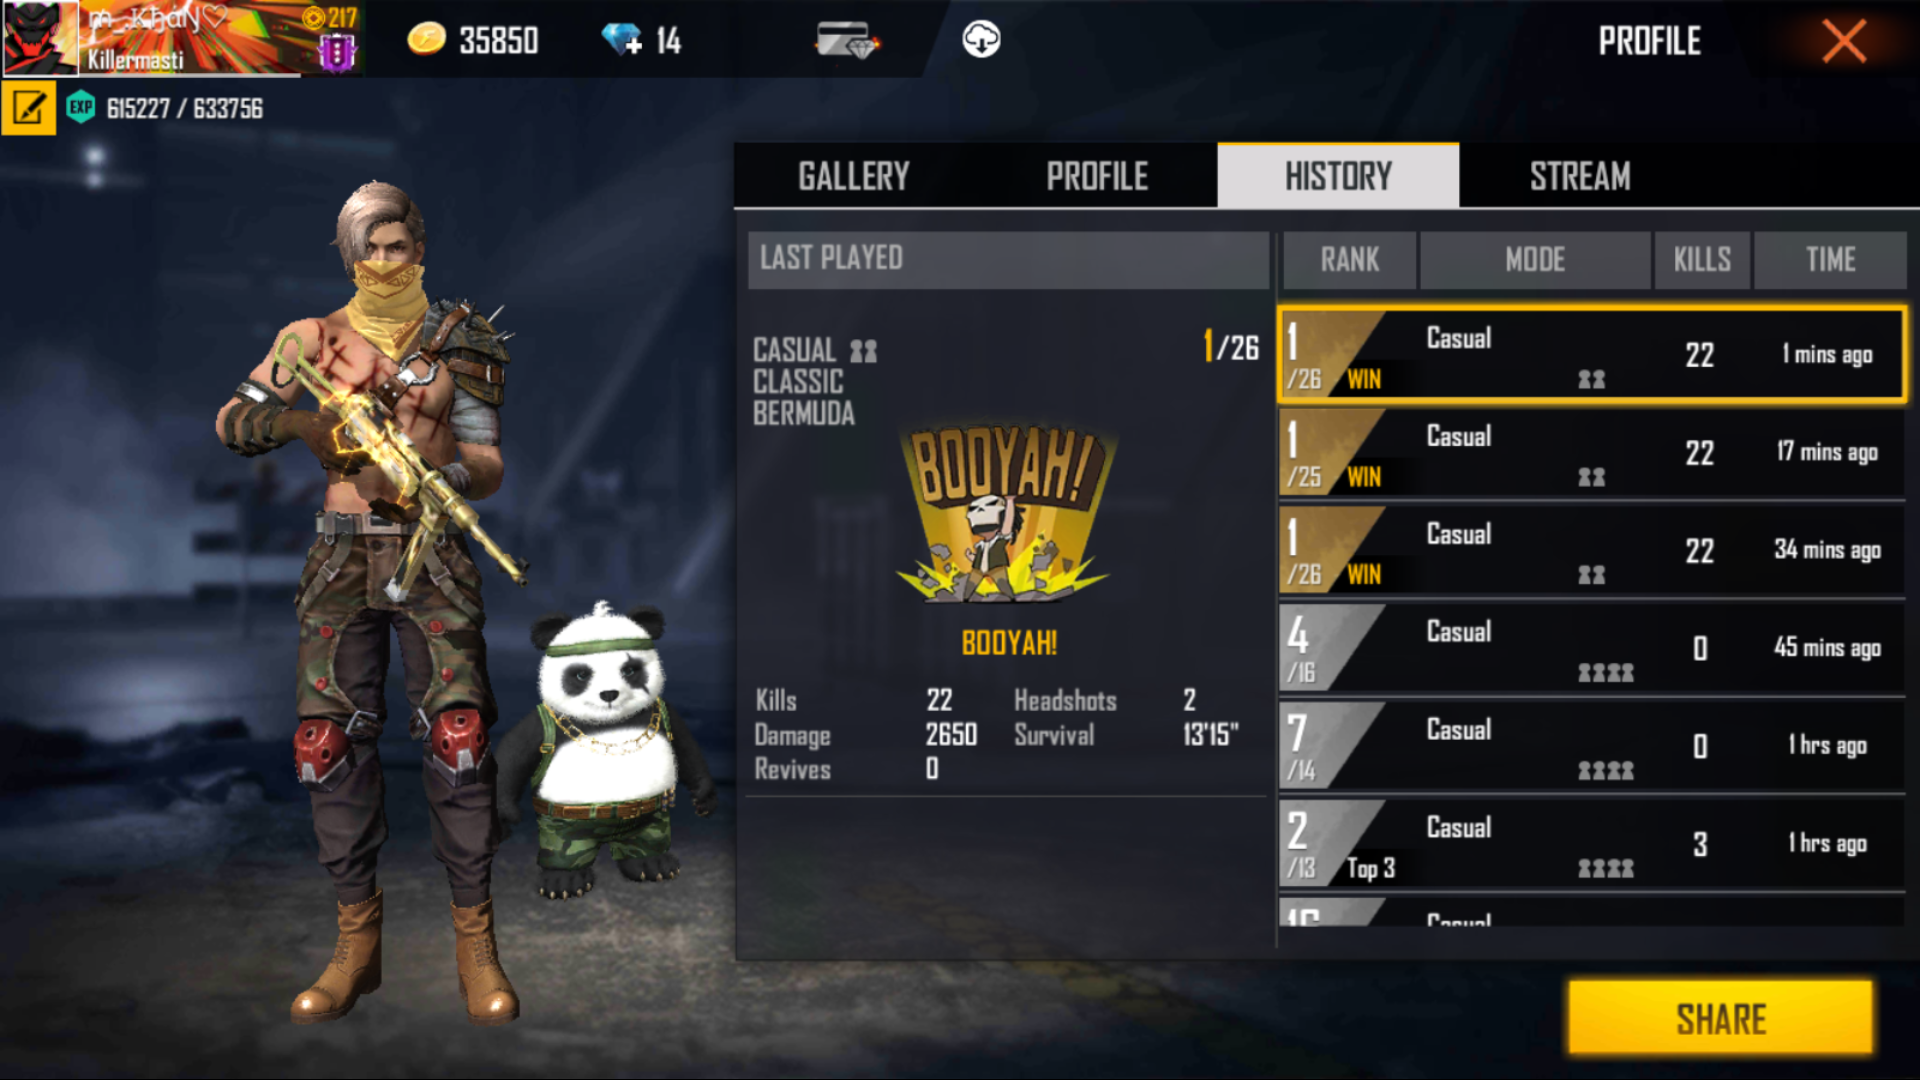 217
35850
14
PROFILE
Killermasti
EXP 615227 / 633756
GALLERY
PROFILE
HISTORY
STREAM
LAST PLAYED
RANK MODE KILLS TIME
CASUAL
CLASSIC
BERMUDA
1/26
BOOYAH!
BOOYAH!
Kills 22 Headshots 2
Damage 2650 Survival 13'15"
Revives 0
1/26 WIN Casual 22 1 mins ago
1/25 WIN Casual 22 17 mins ago
1/26 WIN Casual 22 34 mins ago
4/16 Casual 0 45 mins ago
7/14 Casual 0 1 hrs ago
2/13 Top 3 Casual 3 1 hrs ago
Casual
SHARE